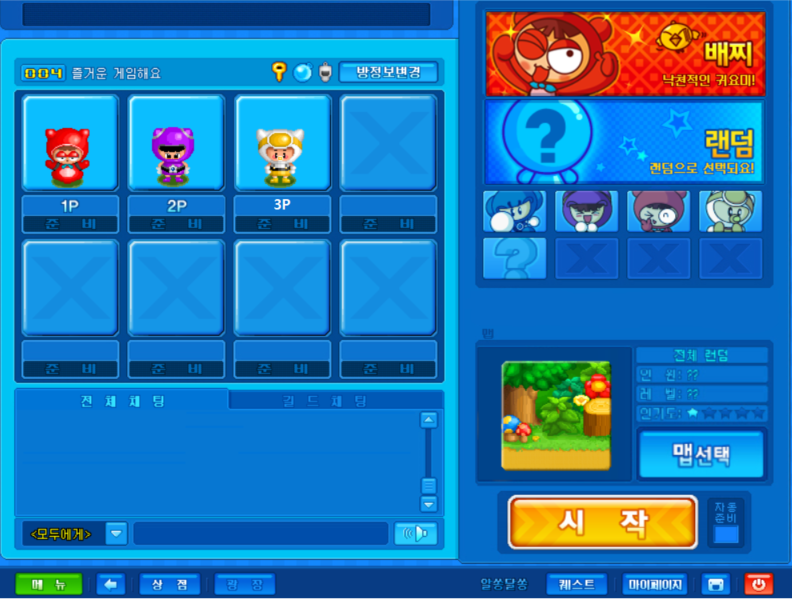 004 즐거운 게임해요
방정보변경
1P
2P
3P
준 비
준 비
준 비
준 비
준 비
준 비
준 비
준 비
전 체 채 팅
길 드 채 팅
<모두에게>
배찌
낙천적인 귀요미!
?
랜덤
랜덤으로 선택되요!
?
맵
전체 랜덤
인 원 : ??
레 벨 : ??
인기도 :
맵선택
시 작
자동
준비
메 뉴
상 점
광 장
알쏭달쏭
퀘스트
마이페이지